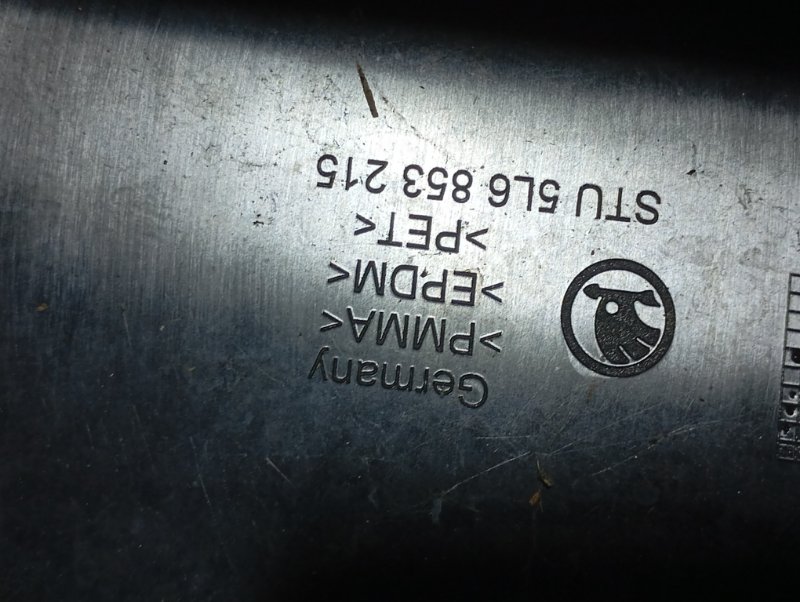 Germany
>PMMA<
>EPDM<
>PET<
STU 5L6 853 215